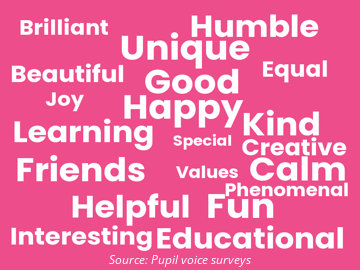 Brilliant Humble
Unique
Beautiful Good Equal
Joy Happy
Learning Special Kind
Creative
Friends Values Calm
Phenomenal
Helpful Fun
Interesting Educational
Source: Pupil voice surveys